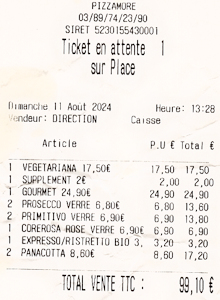 PIZZAMORE
03/89/74/23/90
SIRET 5230155430001
Ticket en attente 1
sur Place
Dimanche 11 Août 2024 Heure: 13:28
Vendeur: DIRECTION Caisse
Article P.U € Total €
1 VEGETARIANA 17,50€ 17,50 17,50
1 SUPPLEMENT 2€ 2,00 2,00
1 GOURMET 24,90€ 24,90 24,90
2 PROSECCO VERRE 6,80€ 6,80 13,60
2 PRIMITIVO VERRE 6,90€ 6,90 13,80
1 COREROSA ROSE VERRE 6,90€ 6,90 6,90
1 EXPRESSO/RISTRETTO BIO 3, 3,20 3,20
2 PANACOTTA 8,60€ 8,60 17,20
TOTAL VENTE TTC : 99,10 €